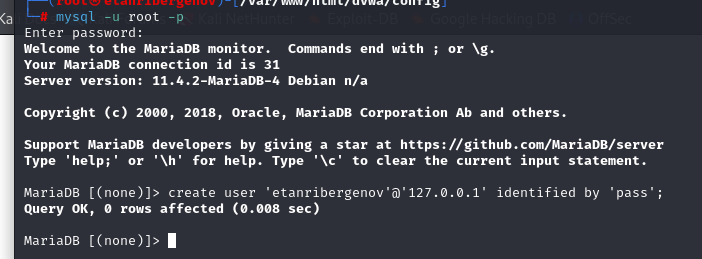 (root㉿etanribergenov)-[/var/www/html/dvwa/config]
# mysql -u root -p
Kali NetHunter Exploit-DB Google Hacking DB OffSec
Enter password:
Welcome to the MariaDB monitor.  Commands end with ; or \g.
Your MariaDB connection id is 31
Server version: 11.4.2-MariaDB-4 Debian n/a

Copyright (c) 2000, 2018, Oracle, MariaDB Corporation Ab and others.

Support MariaDB developers by giving a star at https://github.com/MariaDB/server
Type 'help;' or '\h' for help. Type '\c' to clear the current input statement.

MariaDB [(none)]> create user 'etanribergenov'@'127.0.0.1' identified by 'pass';
Query OK, 0 rows affected (0.008 sec)

MariaDB [(none)]>